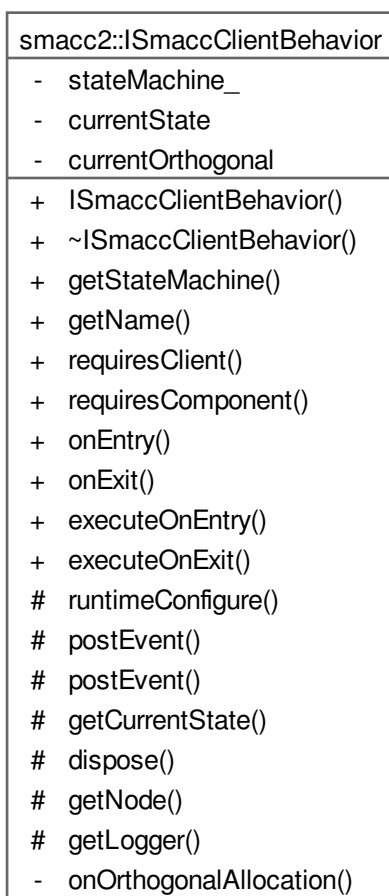 smacc2::ISmaccClientBehavior
- stateMachine_
- currentState
- currentOrthogonal
+ ISmaccClientBehavior()
+ ~ISmaccClientBehavior()
+ getStateMachine()
+ getName()
+ requiresClient()
+ requiresComponent()
+ onEntry()
+ onExit()
+ executeOnEntry()
+ executeOnExit()
# runtimeConfigure()
# postEvent()
# postEvent()
# getCurrentState()
# dispose()
# getNode()
# getLogger()
- onOrthogonalAllocation()